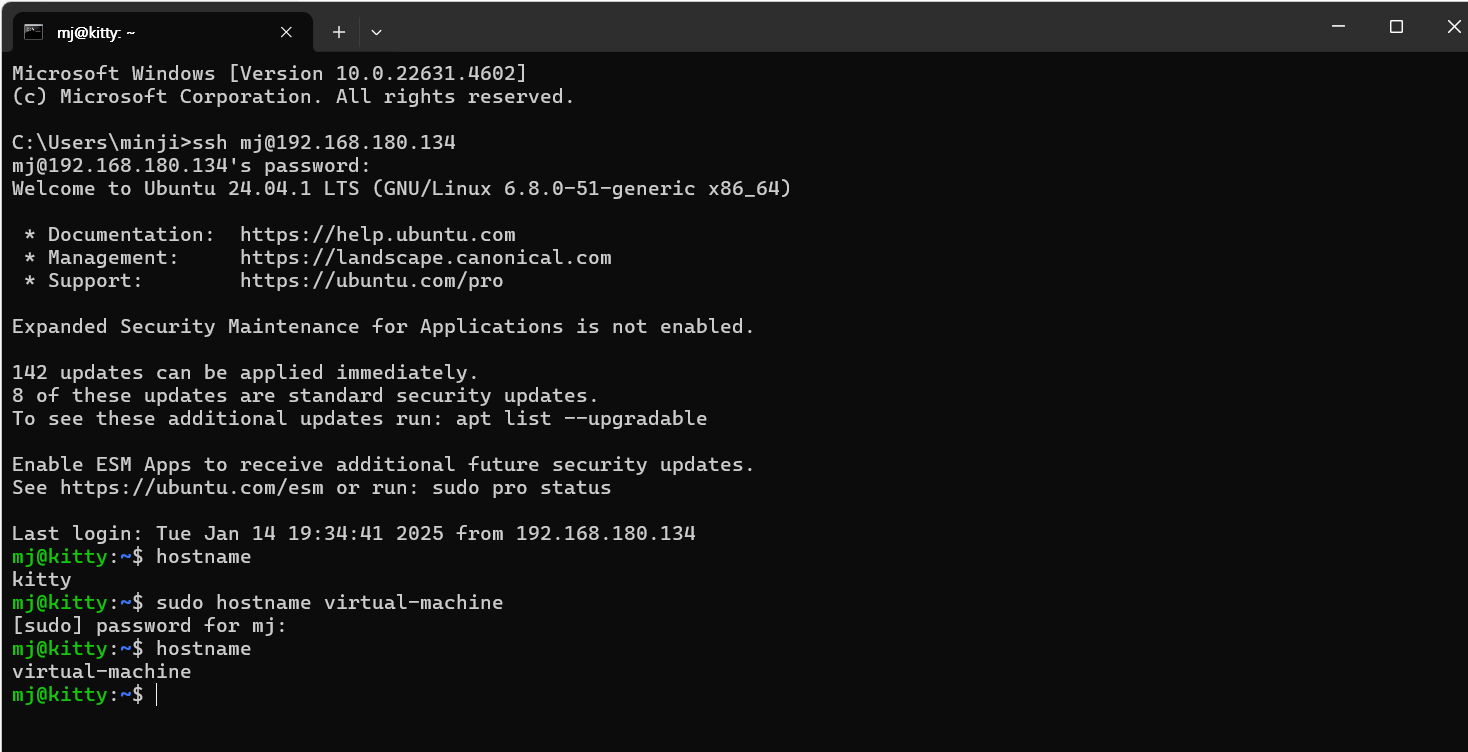 mj@kitty: ~
Microsoft Windows [Version 10.0.22631.4602]
(c) Microsoft Corporation. All rights reserved.
C:\Users\minji>ssh mj@192.168.180.134
mj@192.168.180.134's password:
Welcome to Ubuntu 24.04.1 LTS (GNU/Linux 6.8.0-51-generic x86_64)
* Documentation:  https://help.ubuntu.com
* Management:     https://landscape.canonical.com
* Support:        https://ubuntu.com/pro
Expanded Security Maintenance for Applications is not enabled.
142 updates can be applied immediately.
8 of these updates are standard security updates.
To see these additional updates run: apt list --upgradable
Enable ESM Apps to receive additional future security updates.
See https://ubuntu.com/esm or run: sudo pro status
Last login: Tue Jan 14 19:34:41 2025 from 192.168.180.134
mj@kitty:~$ hostname
kitty
mj@kitty:~$ sudo hostname virtual-machine
[sudo] password for mj:
mj@kitty:~$ hostname
virtual-machine
mj@kitty:~$